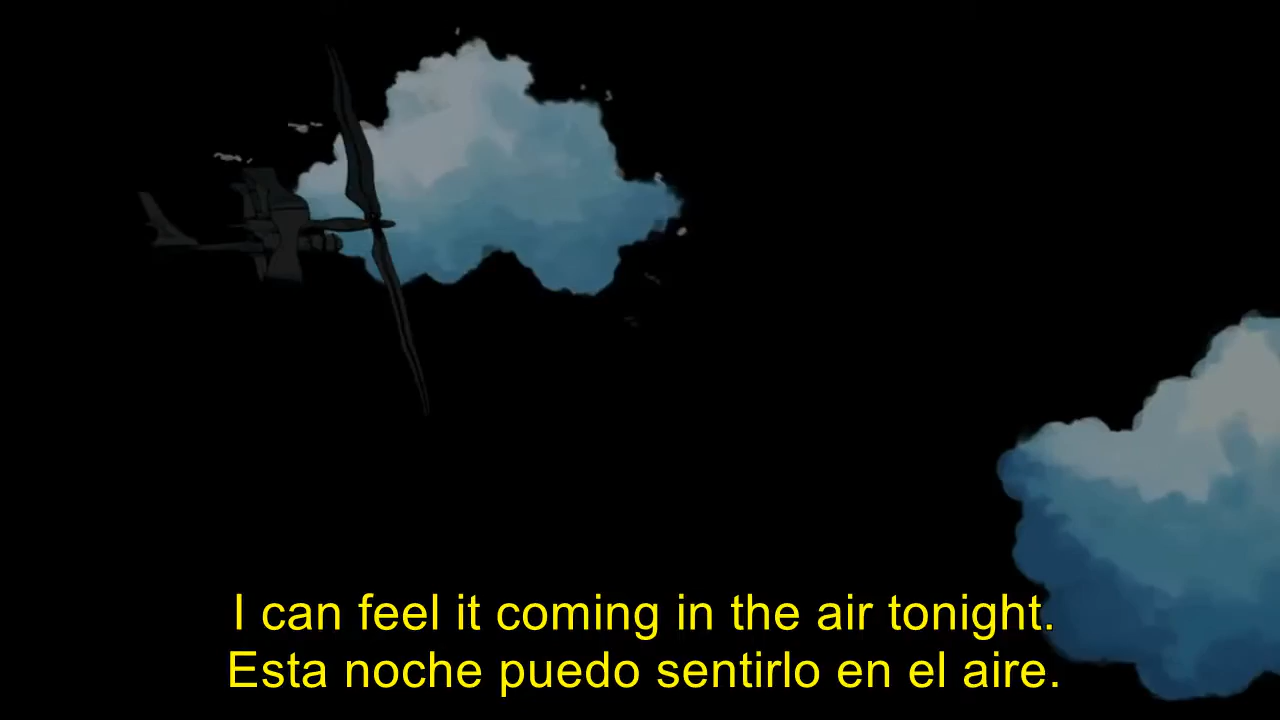 I can feel it coming in the air tonight.
Esta noche puedo sentirlo en el aire.